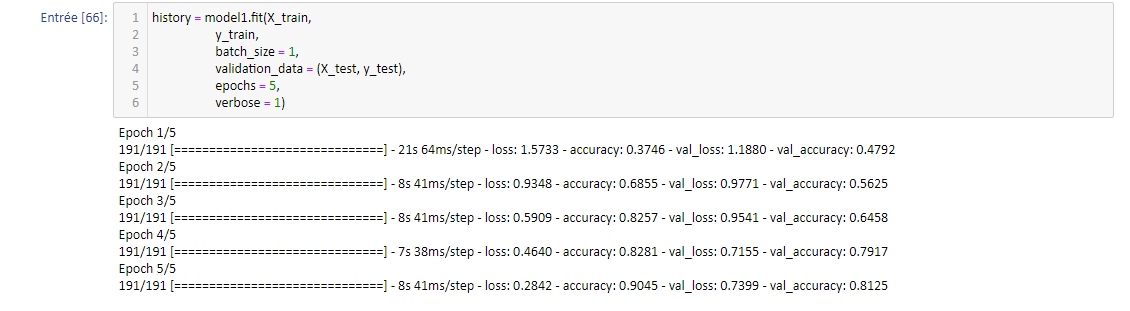 Entrée [66]:
1 history = model1.fit(X_train,
2 y_train,
3 batch_size = 1,
4 validation_data = (X_test, y_test),
5 epochs = 5,
6 verbose = 1)
Epoch 1/5
191/191 [==============================] - 21s 64ms/step - loss: 1.5733 - accuracy: 0.3746 - val_loss: 1.1880 - val_accuracy: 0.4792
Epoch 2/5
191/191 [==============================] - 8s 41ms/step - loss: 0.9348 - accuracy: 0.6855 - val_loss: 0.9771 - val_accuracy: 0.5625
Epoch 3/5
191/191 [==============================] - 8s 41ms/step - loss: 0.5909 - accuracy: 0.8257 - val_loss: 0.9541 - val_accuracy: 0.6458
Epoch 4/5
191/191 [==============================] - 7s 38ms/step - loss: 0.4640 - accuracy: 0.8281 - val_loss: 0.7155 - val_accuracy: 0.7917
Epoch 5/5
191/191 [==============================] - 8s 41ms/step - loss: 0.2842 - accuracy: 0.9045 - val_loss: 0.7399 - val_accuracy: 0.8125